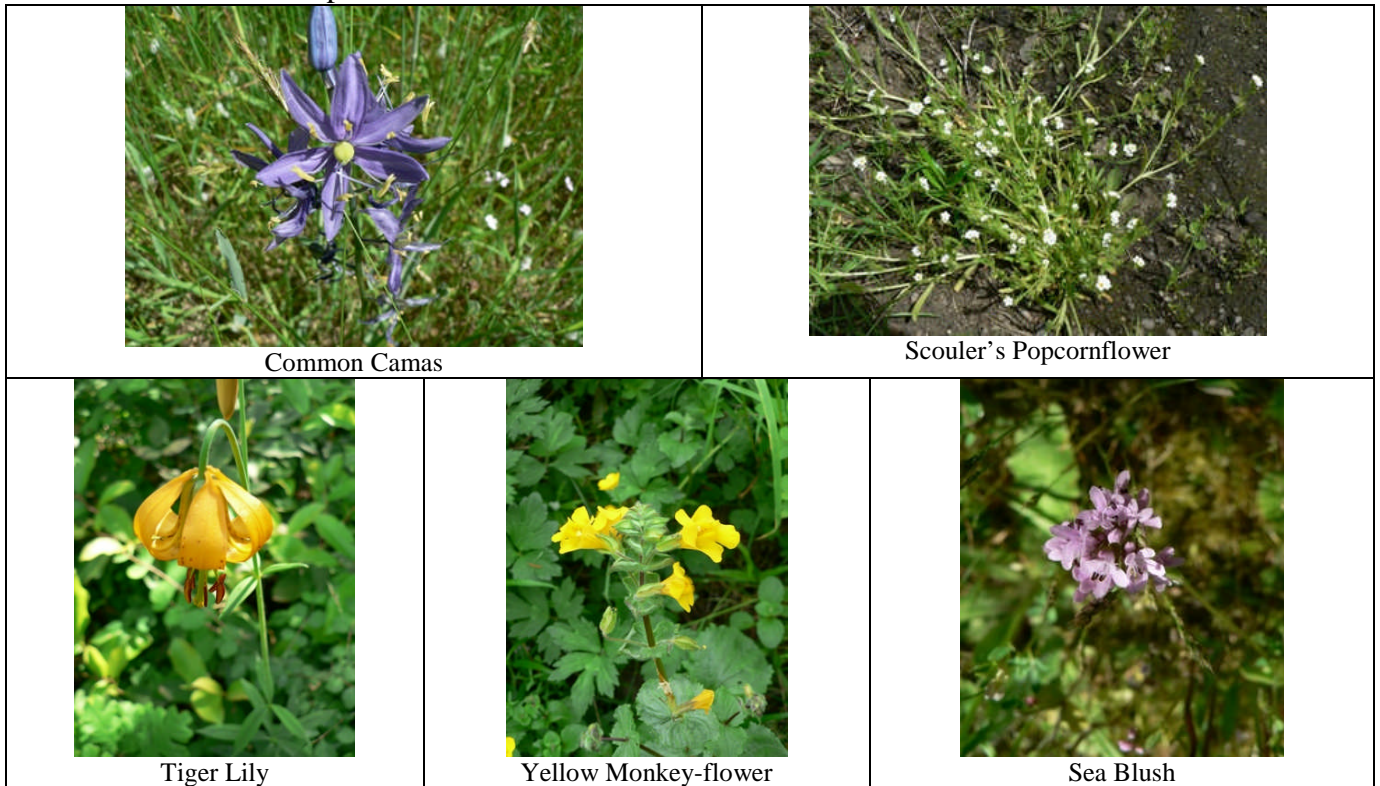 Common Camas
Scouler's Popcornflower
Tiger Lily
Yellow Monkey-flower
Sea Blush